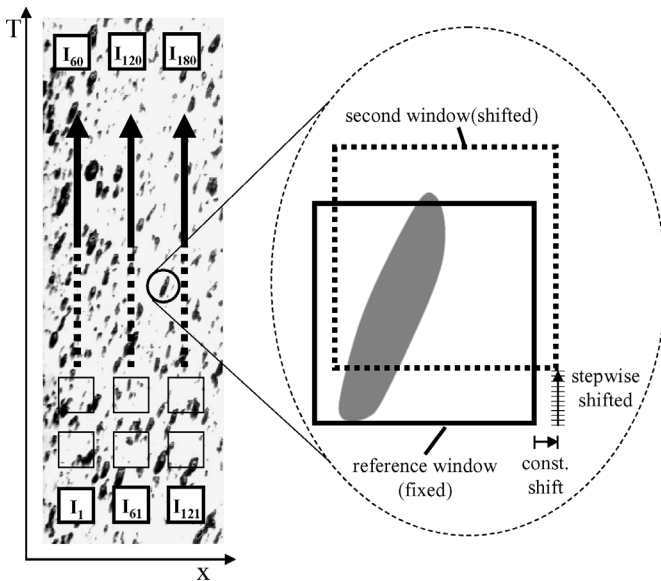 T
I60 I120 I180
second window(shifted)
stepwise
shifted
reference window
(fixed)
const.
shift
I1 I61 I121
x